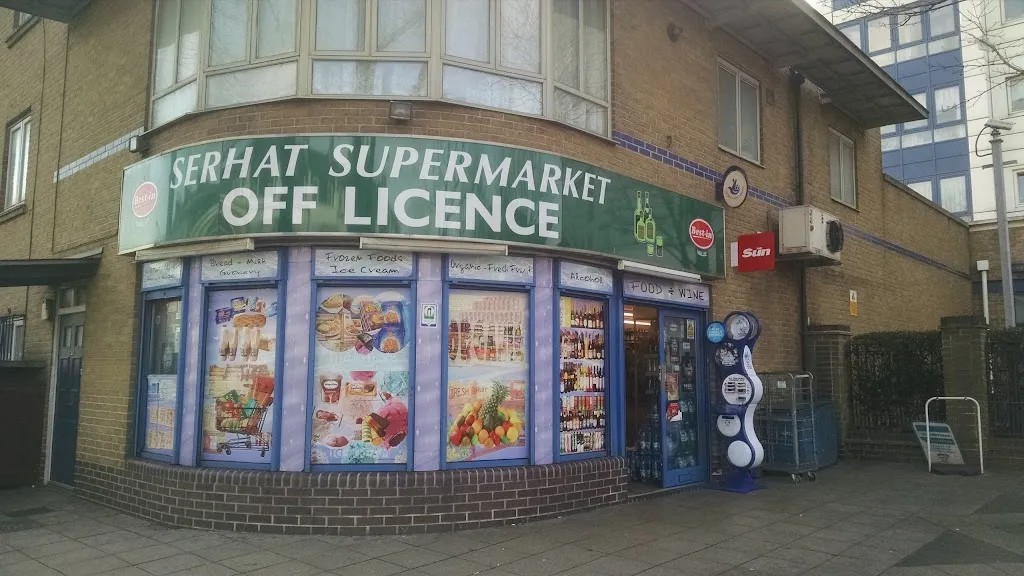 SERHAT SUPERMARKET
OFF LICENCE
Best-in
Best-in
The Sun
Bread - Milk
Grocery
Frozen Foods
Ice Cream
Organic - Fresh Fruit
Alcohol
FOOD & WINE